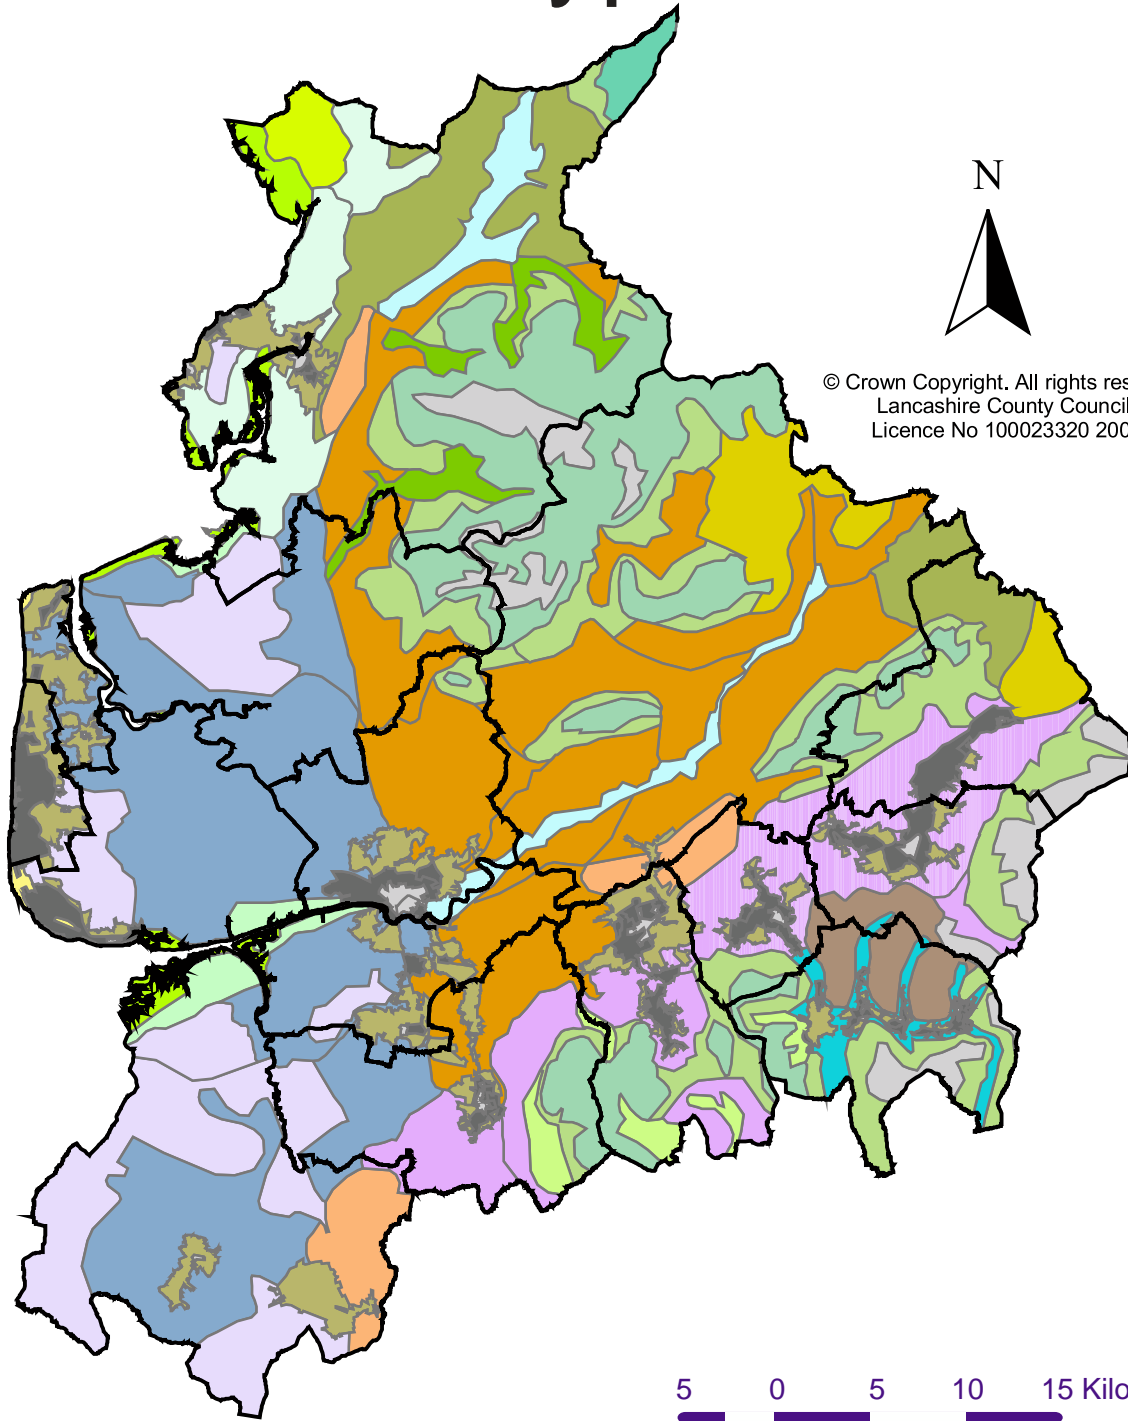 N
© Crown Copyright. All rights res
Lancashire County Council
Licence No 100023320 200
5 0 5 10 15 Kilo